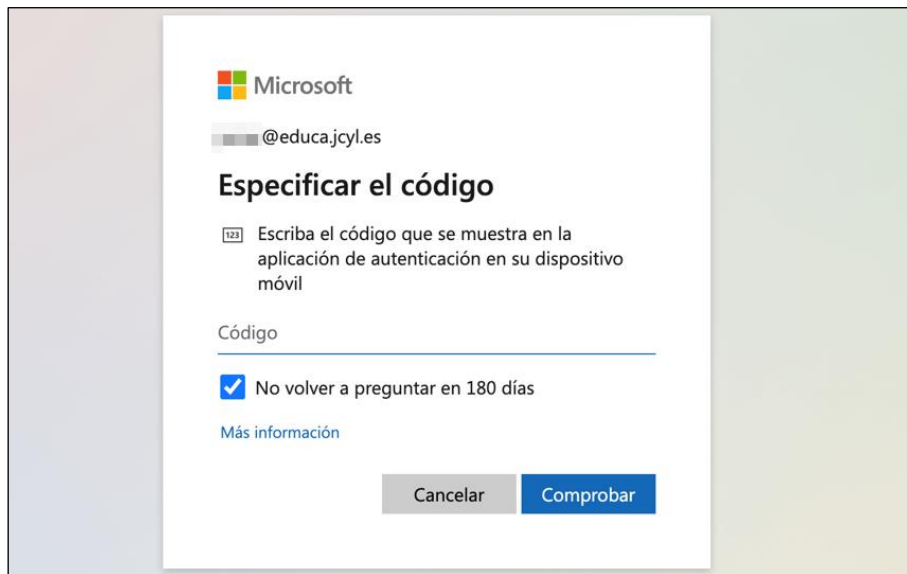 Microsoft
@educa.jcyl.es
Especificar el código
123
Escriba el código que se muestra en la
aplicación de autenticación en su dispositivo
móvil
Código
No volver a preguntar en 180 días
Más información
Cancelar
Comprobar